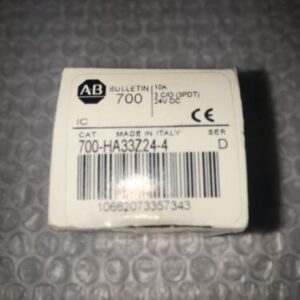 AB
BULLETIN
700
10A
3 C/O (3PDT)
24V DC
IC
CE
CAT MADE IN ITALY SER
700-HA33Z24-4 D
10662073357343